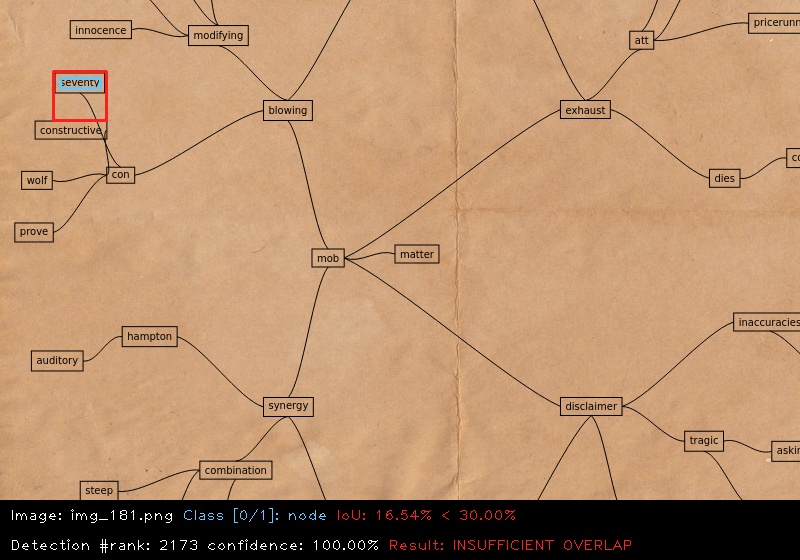 innocence
modifying
att
pricerunn
seventy
blowing
exhaust
constructive
con
wolf
dies
co
prove
mob
matter
hampton
inaccuracies
auditory
synergy
disclaimer
tragic
askin
combination
steep
Image: img_181.png Class [0/1]: node IoU: 16.54% < 30.00%
Detection #rank: 2173 confidence: 100.00% Result: INSUFFICIENT OVERLAP